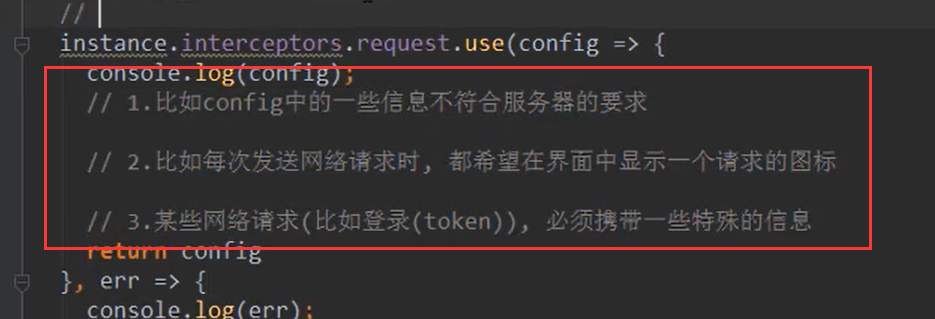 //
instance.interceptors.request.use(config => {
console.log(config);
// 1.比如config中的一些信息不符合服务器的要求
// 2.比如每次发送网络请求时, 都希望在界面中显示一个请求的图标
// 3.某些网络请求(比如登录(token)), 必须携带一些特殊的信息
return config
}, err => {
console.log(err);